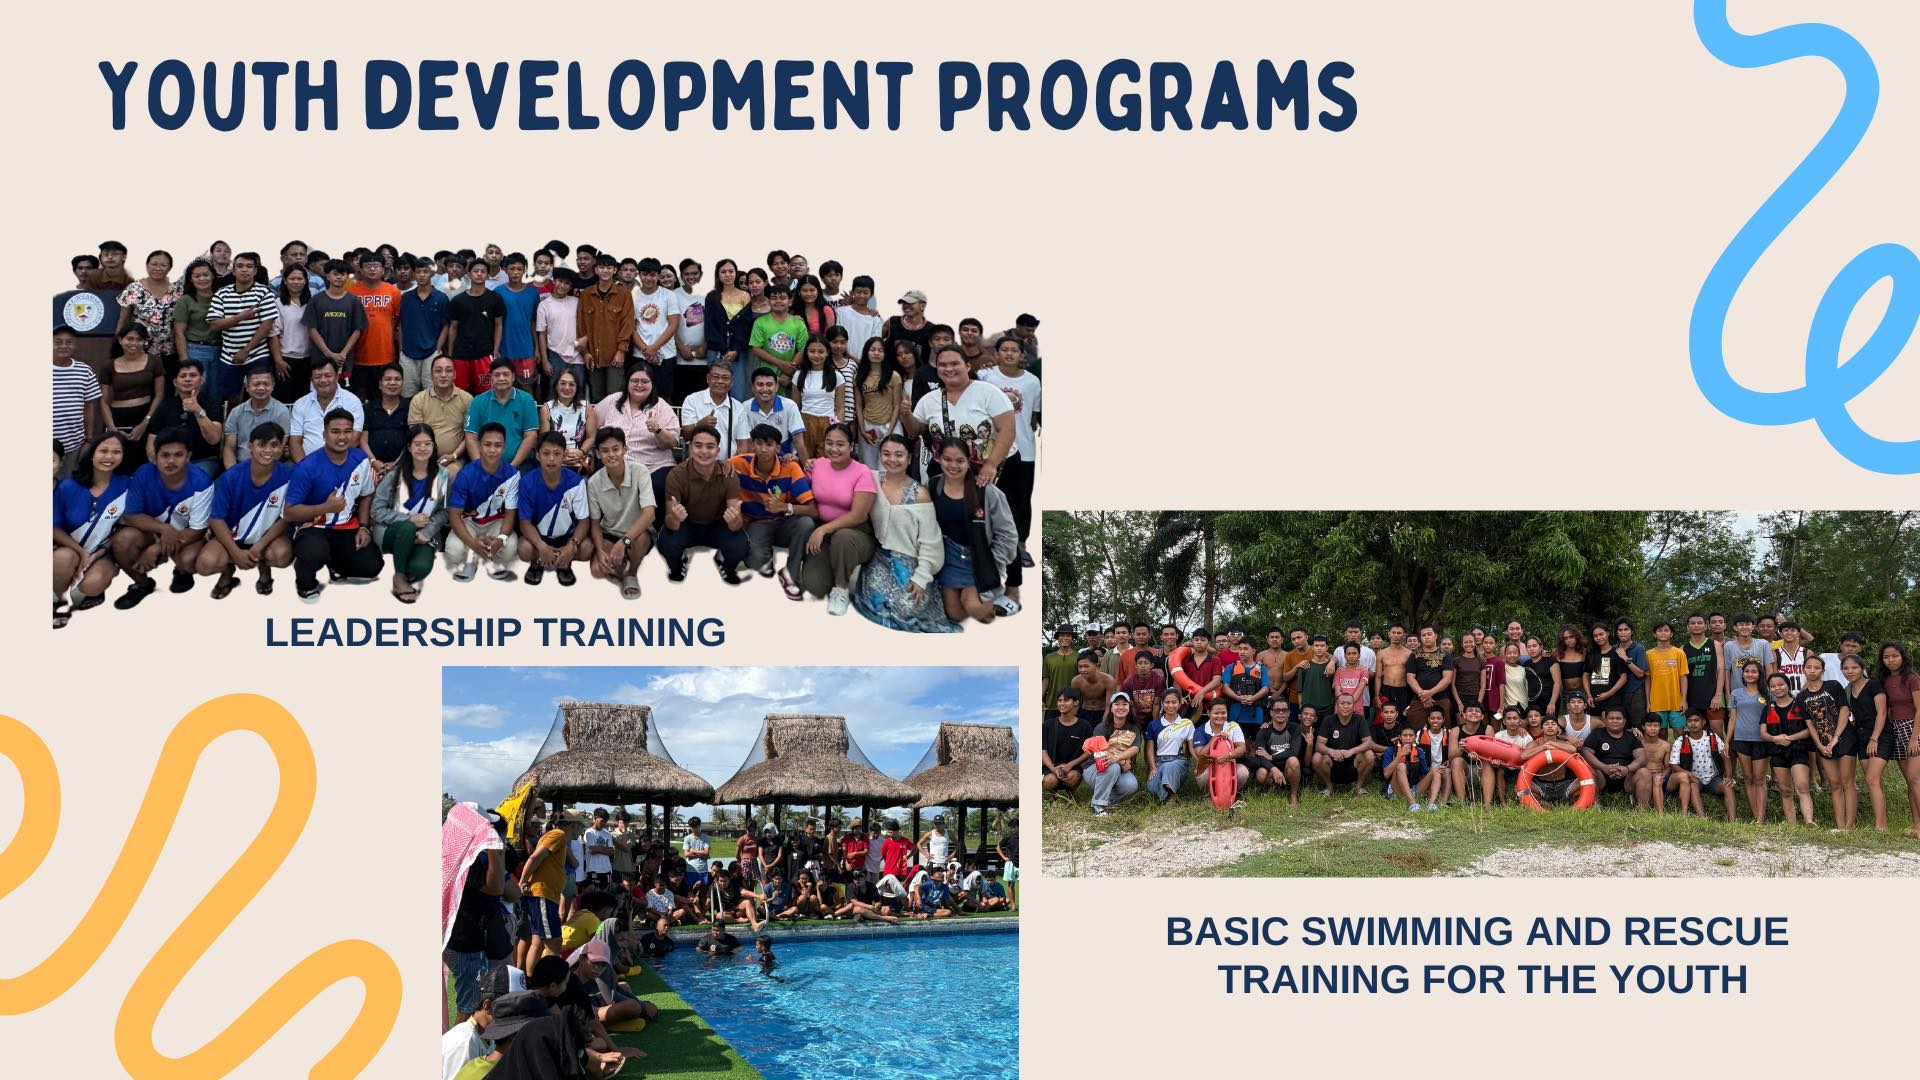 YOUTH DEVELOPMENT PROGRAMS
LEADERSHIP TRAINING
BASIC SWIMMING AND RESCUE
TRAINING FOR THE YOUTH